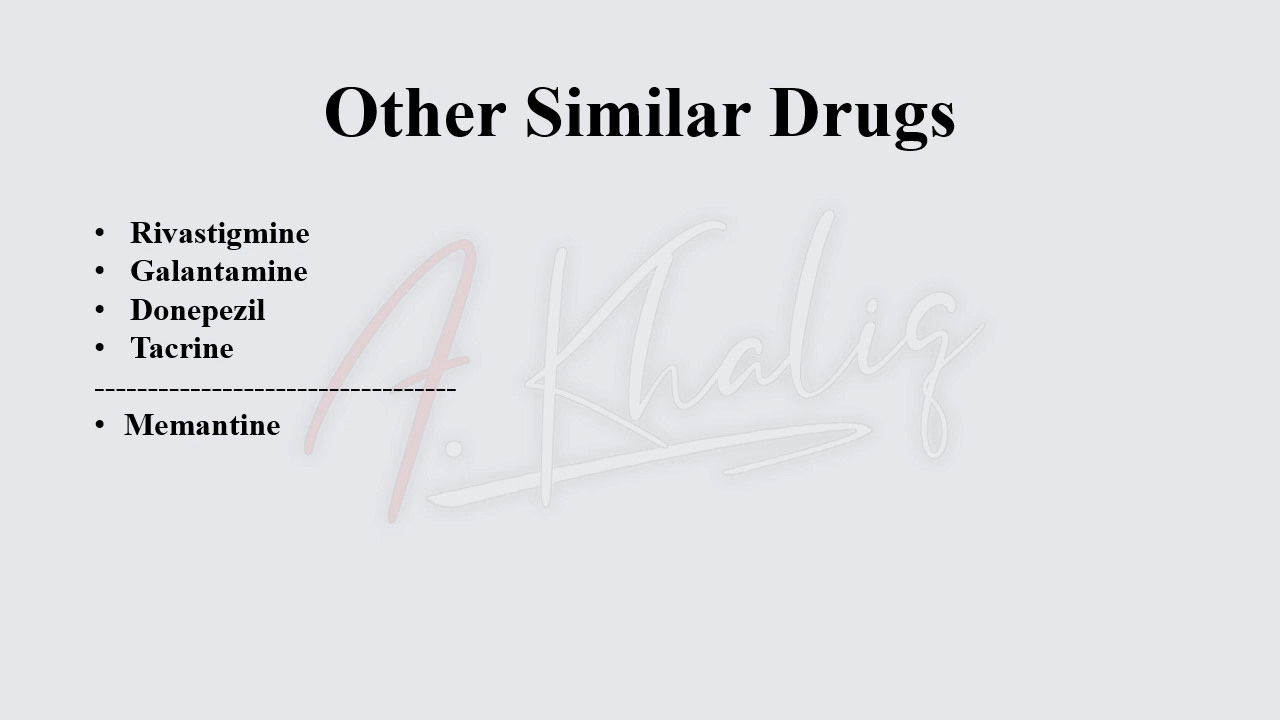 Other Similar Drugs
• Rivastigmine
• Galantamine
• Donepezil
• Tacrine
----------------------------------
• Memantine
A. Khaliq